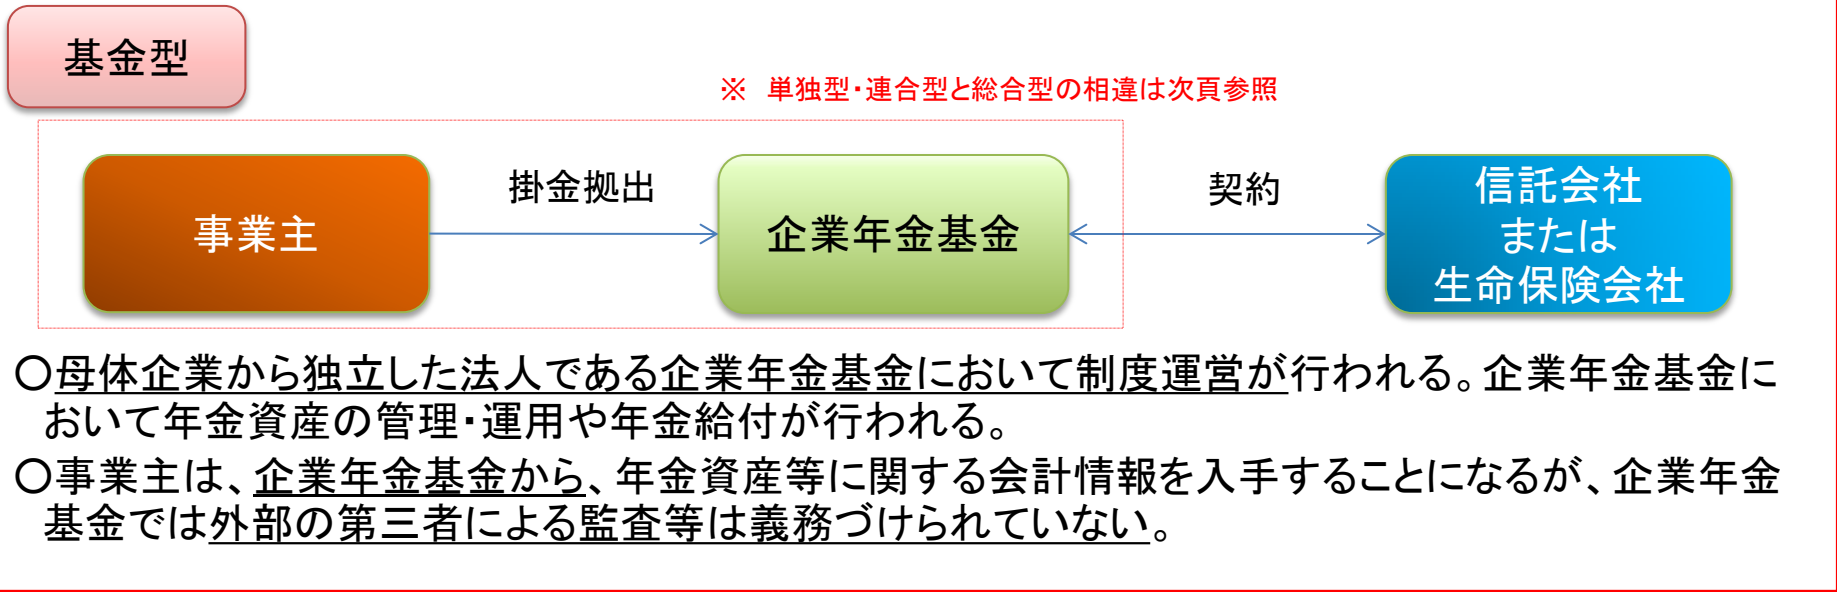 基金型
※　単独型・連合型と総合型の相違は次頁参照
事業主
掛金拠出
企業年金基金
契約
信託会社
または
生命保険会社
〇母体企業から独立した法人である企業年金基金において制度運営が行われる。企業年金基金に
おいて年金資産の管理・運用や年金給付が行われる。
〇事業主は、企業年金基金から、年金資産等に関する会計情報を入手することになるが、企業年金
基金では外部の第三者による監査等は義務づけられていない。